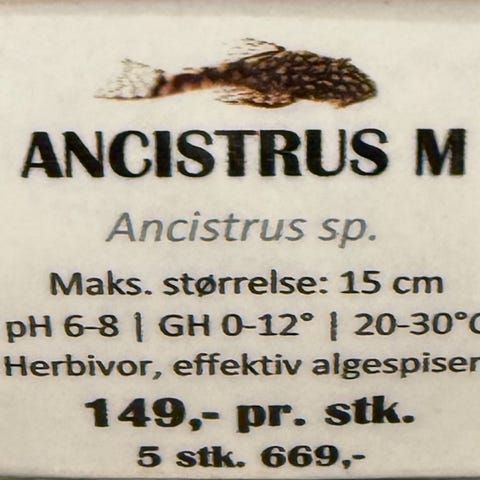 ANCISTRUS M
Ancistrus sp.
Maks. størrelse: 15 cm
pH 6-8 | GH 0-12° | 20-30°C
Herbivor, effektiv algespiser
149,- pr. stk.
5 stk. 669,-